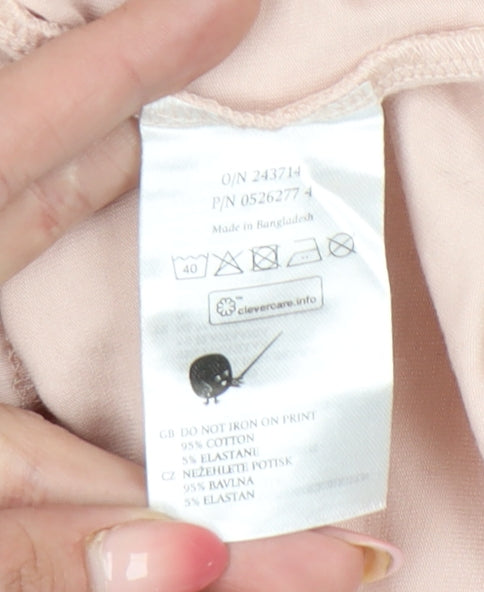 O/N 243714
P/N 0526277 4
Made in Bangladesh
40
clevercare.info
GB DO NOT IRON ON PRINT
95% COTTON
5% ELASTANE
CZ NEŽEHLETE POTISK
95% BAVLNA
5% ELASTAN